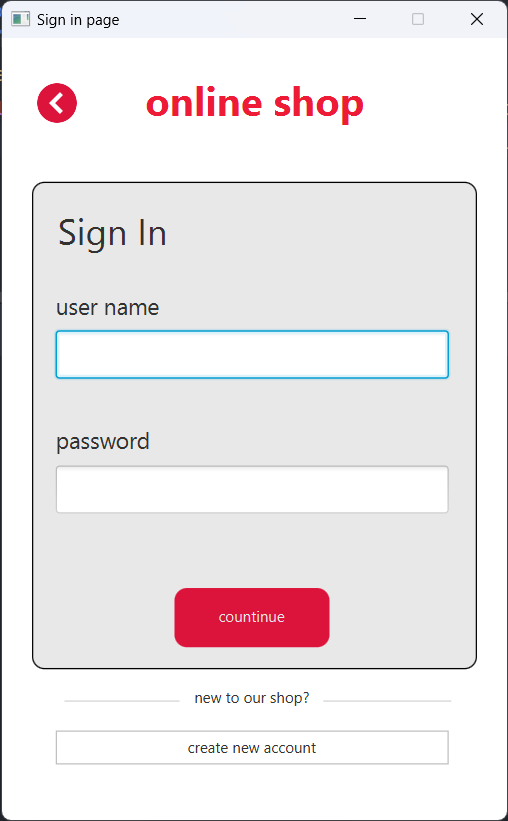 Sign in page
online shop
Sign In
user name
password
countinue
new to our shop?
create new account